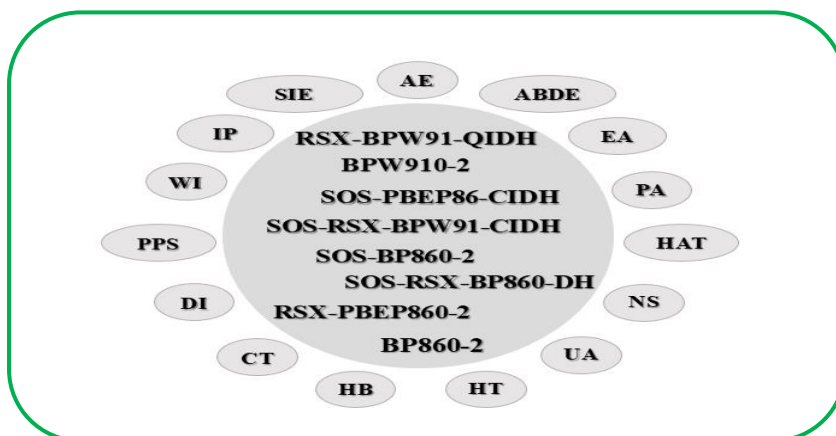 AE
SIE
ABDE
IP
EA
RSX-BPW91-QIDH
BPW910-2
WI
PA
SOS-PBEP86-CIDH
SOS-RSX-BPW91-CIDH
PPS
HAT
SOS-BP860-2
SOS-RSX-BP860-DH
DI
NS
RSX-PBEP860-2
BP860-2
CT
UA
HB
HT